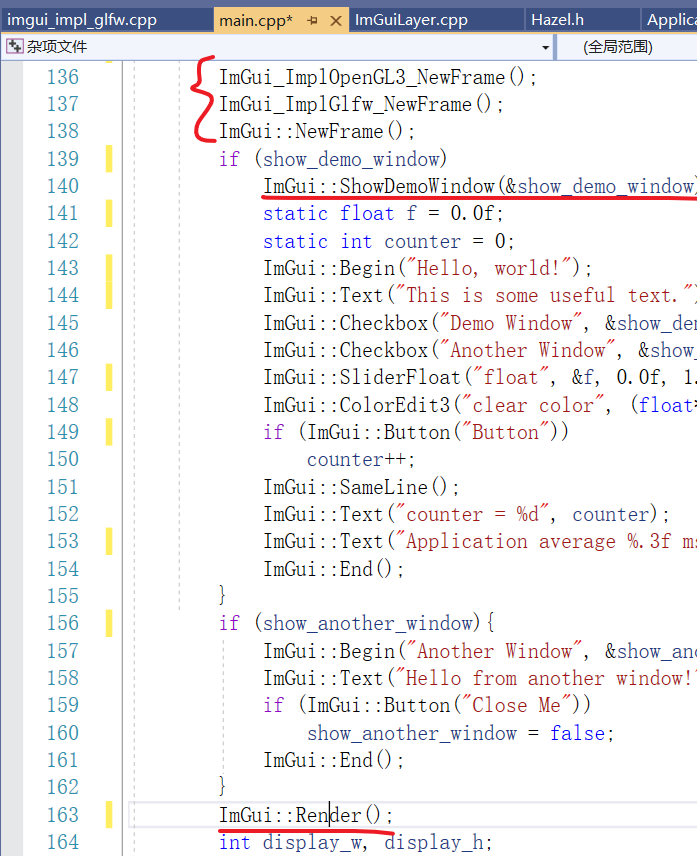 imgui_impl_glfw.cpp main.cpp* ImGuiLayer.cpp Hazel.h Applica
杂项文件 (全局范围)
136 ImGui_ImplOpenGL3_NewFrame();
137 ImGui_ImplGlfw_NewFrame();
138 ImGui::NewFrame();
139 if (show_demo_window)
140 ImGui::ShowDemoWindow(&show_demo_window)
141 static float f = 0.0f;
142 static int counter = 0;
143 ImGui::Begin("Hello, world!");
144 ImGui::Text("This is some useful text.")
145 ImGui::Checkbox("Demo Window", &show_de
146 ImGui::Checkbox("Another Window", &show_
147 ImGui::SliderFloat("float", &f, 0.0f, 1.
148 ImGui::ColorEdit3("clear color", (float*
149 if (ImGui::Button("Button"))
150 counter++;
151 ImGui::SameLine();
152 ImGui::Text("counter = %d", counter);
153 ImGui::Text("Application average %.3f ms
154 ImGui::End();
155 }
156 if (show_another_window){
157 ImGui::Begin("Another Window", &show_ano
158 ImGui::Text("Hello from another window!"
159 if (ImGui::Button("Close Me"))
160 show_another_window = false;
161 ImGui::End();
162 }
163 ImGui::Render();
164 int display_w, display_h;